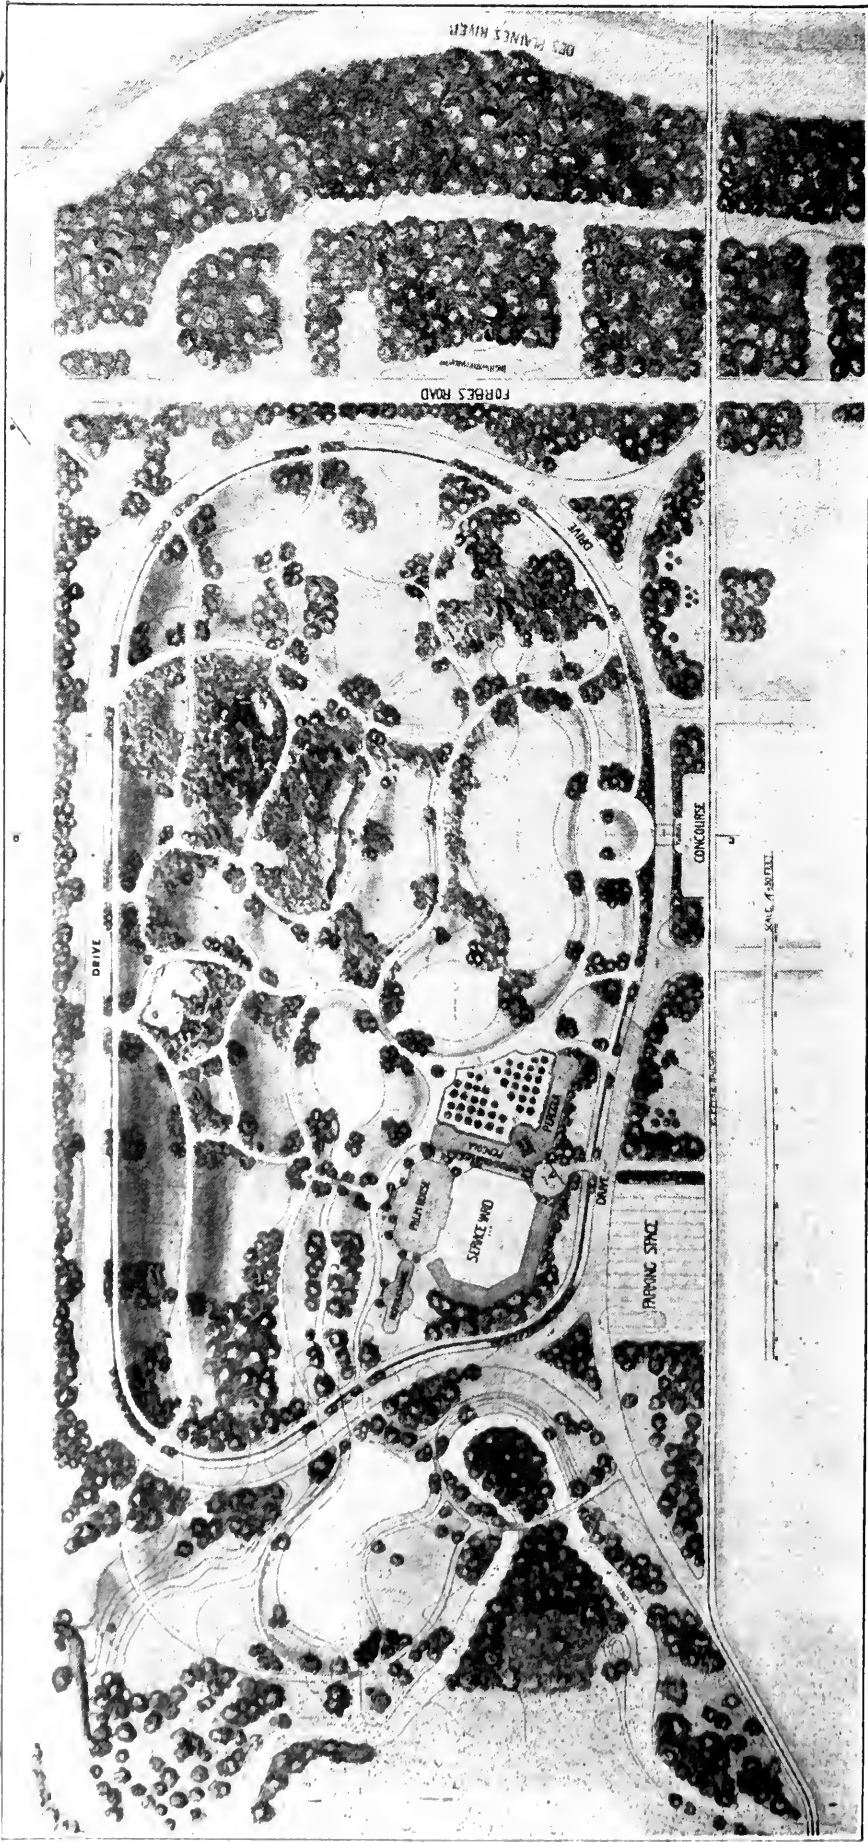 DES PLAINES RIVER
FORBES ROAD
DRIVE
CONCOURSE
DRIVE
PERGOLA
PERGOLA
PALM HOUSE
SERVICE YARD
DRIVE
PARKING SPACE